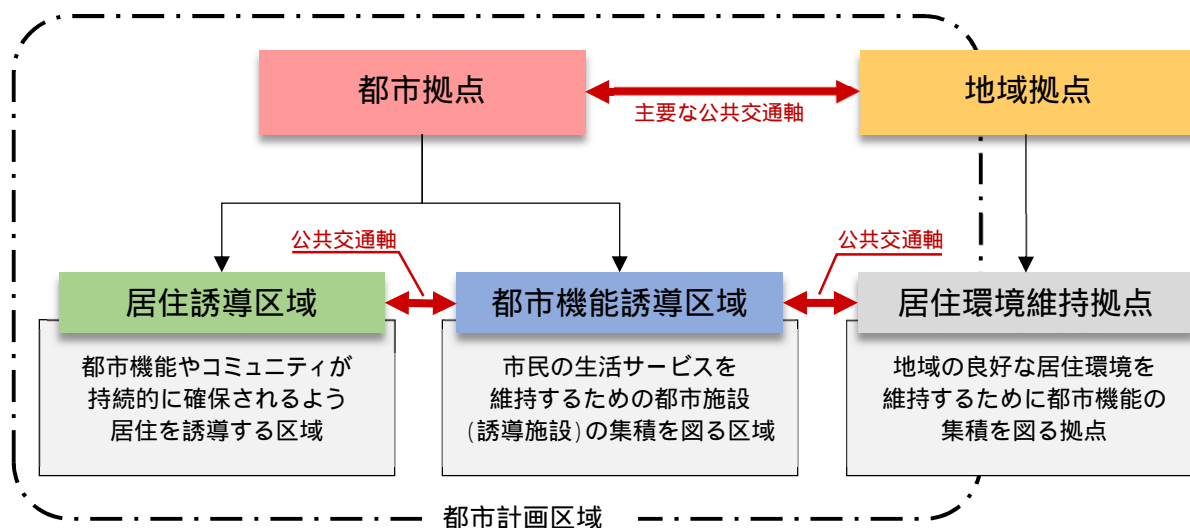 都市拠点
主要な公共交通軸
地域拠点
公共交通軸
公共交通軸
居住誘導区域
都市機能やコミュニティが
持続的に確保されるよう
居住を誘導する区域
都市機能誘導区域
市民の生活サービスを
維持するための都市施設
(誘導施設)の集積を図る区域
居住環境維持拠点
地域の良好な居住環境を
維持するために都市機能の
集積を図る拠点
都市計画区域